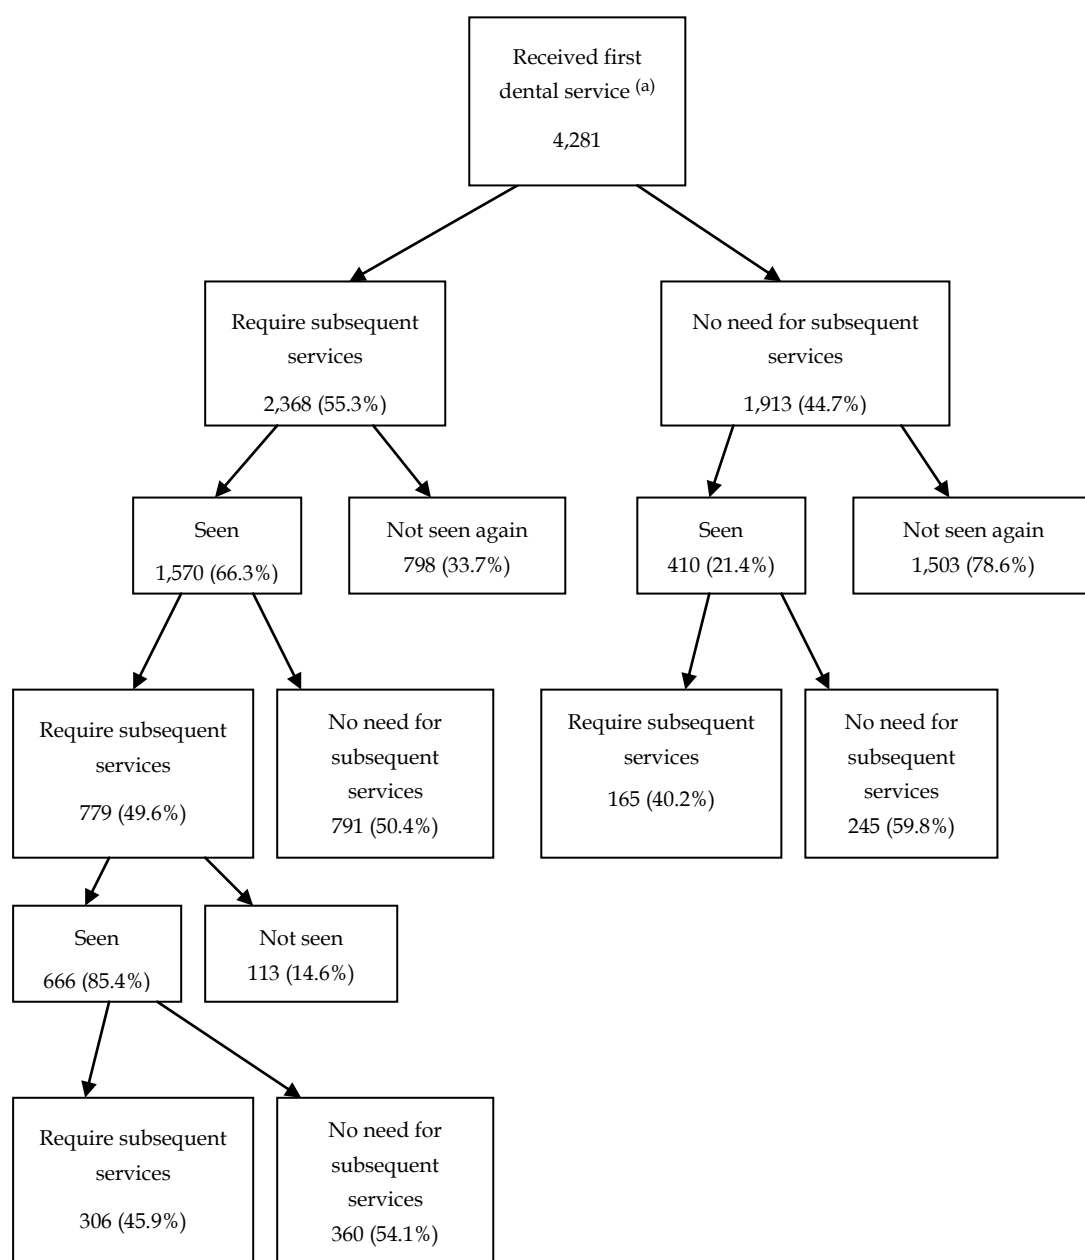 Received first
dental service (a)
4,281
Require subsequent
services
2,368 (55.3%)
No need for subsequent
services
1,913 (44.7%)
Seen
1,570 (66.3%)
Not seen again
798 (33.7%)
Seen
410 (21.4%)
Not seen again
1,503 (78.6%)
Require subsequent
services
779 (49.6%)
No need for
subsequent
services
791 (50.4%)
Require subsequent
services
165 (40.2%)
No need for
subsequent
services
245 (59.8%)
Seen
666 (85.4%)
Not seen
113 (14.6%)
Require subsequent
services
306 (45.9%)
No need for
subsequent
services
360 (54.1%)